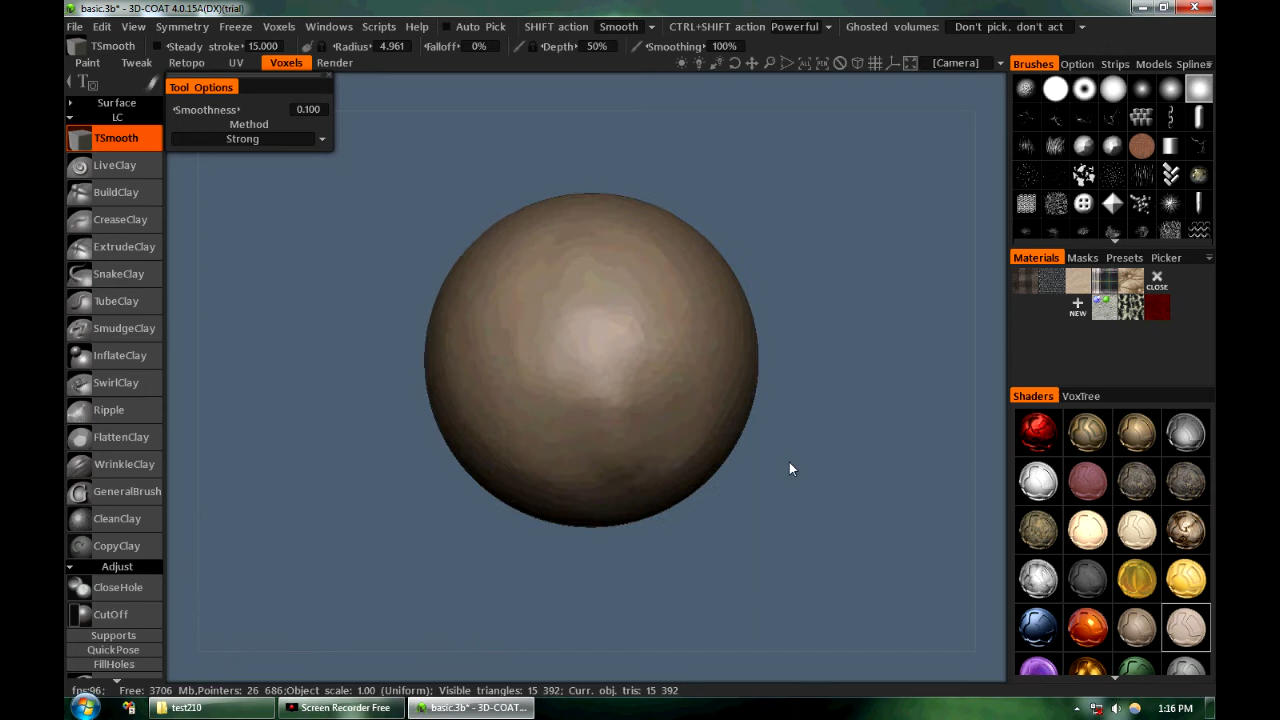 basic.3b* - 3D-COAT 4.0.15A(DX)(trial)
File Edit View Symmetry Freeze Voxels Windows Scripts Help Auto Pick SHIFT action Smooth CTRL+SHIFT action Powerful Ghosted volumes: Don't pick, don't act
TSmooth Steady stroke 15.000 Radius 4.961 Falloff 0% Depth 50% Smoothing 100%
Paint Tweak Retopo UV Voxels Render [Camera] Brushes Option Strips Models Splines
Tool Options
Smoothness 0.100
Method
Strong
Surface
LC
TSmooth
LiveClay
BuildClay
CreaseClay
ExtrudeClay
SnakeClay
TubeClay
SmudgeClay
InflateClay
SwirlClay
Ripple
FlattenClay
WrinkleClay
GeneralBrush
CleanClay
CopyClay
Adjust
CloseHole
CutOff
Supports
QuickPose
FillHoles
Materials Masks Presets Picker
CLOSE
NEW
Shaders VoxTree
fps:96; Free: 3706 Mb,Pointers: 26 686;Object scale: 1.00 (Uniform); Visible triangles: 15 392; Curr. obj. tris: 15 392
test210 Screen Recorder Free basic.3b* - 3D-COAT... 1:16 PM